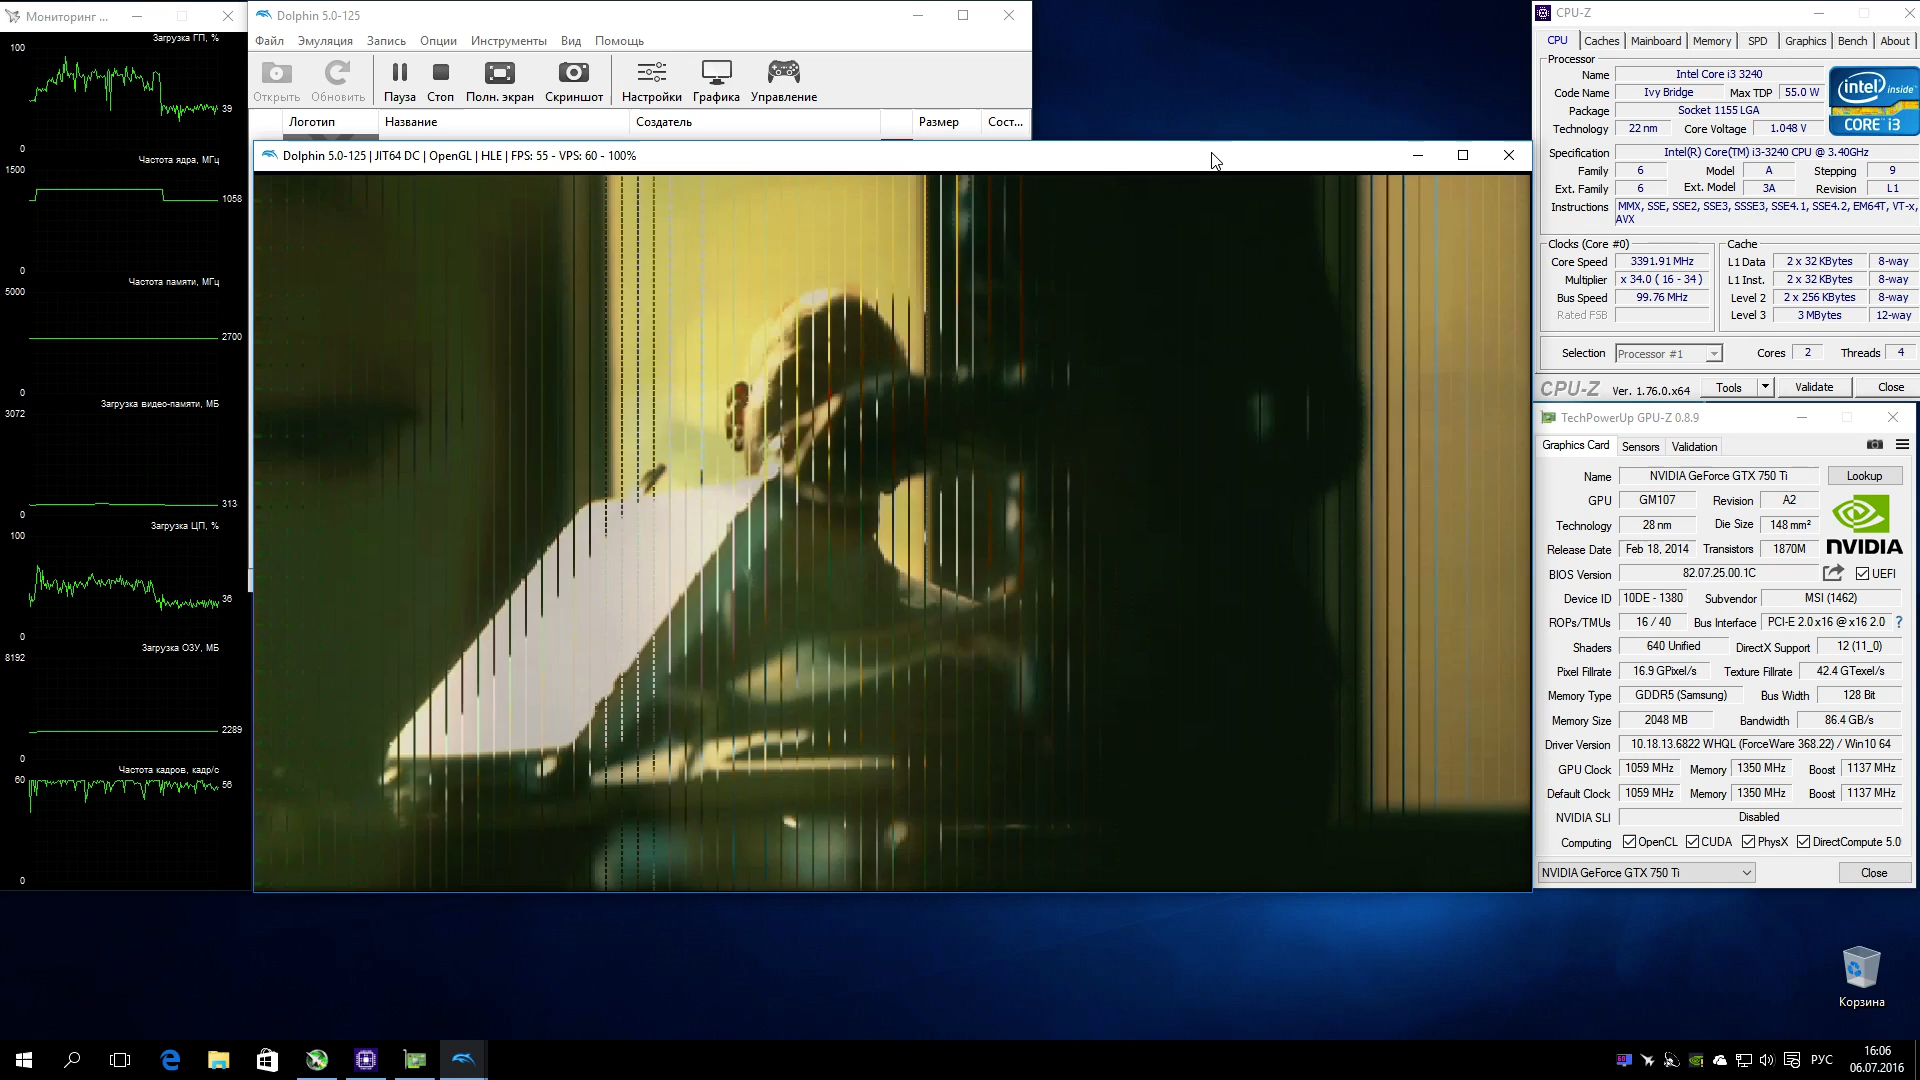 Мониторинг ...
Загрузка ГП, %
100
39
0
Частота ядра, МГц
1500
1058
0
Частота памяти, МГц
5000
2700
0
Загрузка видео-памяти, МБ
3072
313
0
Загрузка ЦП, %
100
36
0
Загрузка ОЗУ, МБ
8192
2289
0
Частота кадров, кадр/с
60
56
0
Dolphin 5.0-125
Файл Эмуляция Запись Опции Инструменты Вид Помощь
Открыть Обновить Пауза Стоп Полн. экран Скриншот Настройки Графика Управление
Логотип Название Создатель Размер Сост...
Dolphin 5.0-125 | JIT64 DC | OpenGL | HLE | FPS: 55 - VPS: 60 - 100%
CPU-Z
CPU Caches Mainboard Memory SPD Graphics Bench About
Processor
Name Intel Core i3 3240
Code Name Ivy Bridge Max TDP 55.0 W
Package Socket 1155 LGA
Technology 22 nm Core Voltage 1.048 V
intel inside™
CORE i3
Specification Intel(R) Core(TM) i3-3240 CPU @ 3.40GHz
Family 6 Model A Stepping 9
Ext. Family 6 Ext. Model 3A Revision L1
Instructions MMX, SSE, SSE2, SSE3, SSSE3, SSE4.1, SSE4.2, EM64T, VT-x,
AVX
Clocks (Core #0) Cache
Core Speed 3391.91 MHz L1 Data 2 x 32 KBytes 8-way
Multiplier x 34.0 ( 16 - 34 ) L1 Inst. 2 x 32 KBytes 8-way
Bus Speed 99.76 MHz Level 2 2 x 256 KBytes 8-way
Rated FSB Level 3 3 MBytes 12-way
Selection Processor #1 Cores 2 Threads 4
CPU-Z Ver. 1.76.0.x64 Tools Validate Close
TechPowerUp GPU-Z 0.8.9
Graphics Card Sensors Validation
Name NVIDIA GeForce GTX 750 Ti Lookup
GPU GM107 Revision A2
Technology 28 nm Die Size 148 mm²
Release Date Feb 18, 2014 Transistors 1870M
NVIDIA
BIOS Version 82.07.25.00.1C UEFI
Device ID 10DE - 1380 Subvendor MSI (1462)
ROPs/TMUs 16 / 40 Bus Interface PCI-E 2.0 x16 @ x16 2.0 ?
Shaders 640 Unified DirectX Support 12 (11_0)
Pixel Fillrate 16.9 GPixel/s Texture Fillrate 42.4 GTexel/s
Memory Type GDDR5 (Samsung) Bus Width 128 Bit
Memory Size 2048 MB Bandwidth 86.4 GB/s
Driver Version 10.18.13.6822 WHQL (ForceWare 368.22) / Win10 64
GPU Clock 1059 MHz Memory 1350 MHz Boost 1137 MHz
Default Clock 1059 MHz Memory 1350 MHz Boost 1137 MHz
NVIDIA SLI Disabled
Computing OpenCL CUDA PhysX DirectCompute 5.0
NVIDIA GeForce GTX 750 Ti Close
Корзина
РУС
16:06
06.07.2016